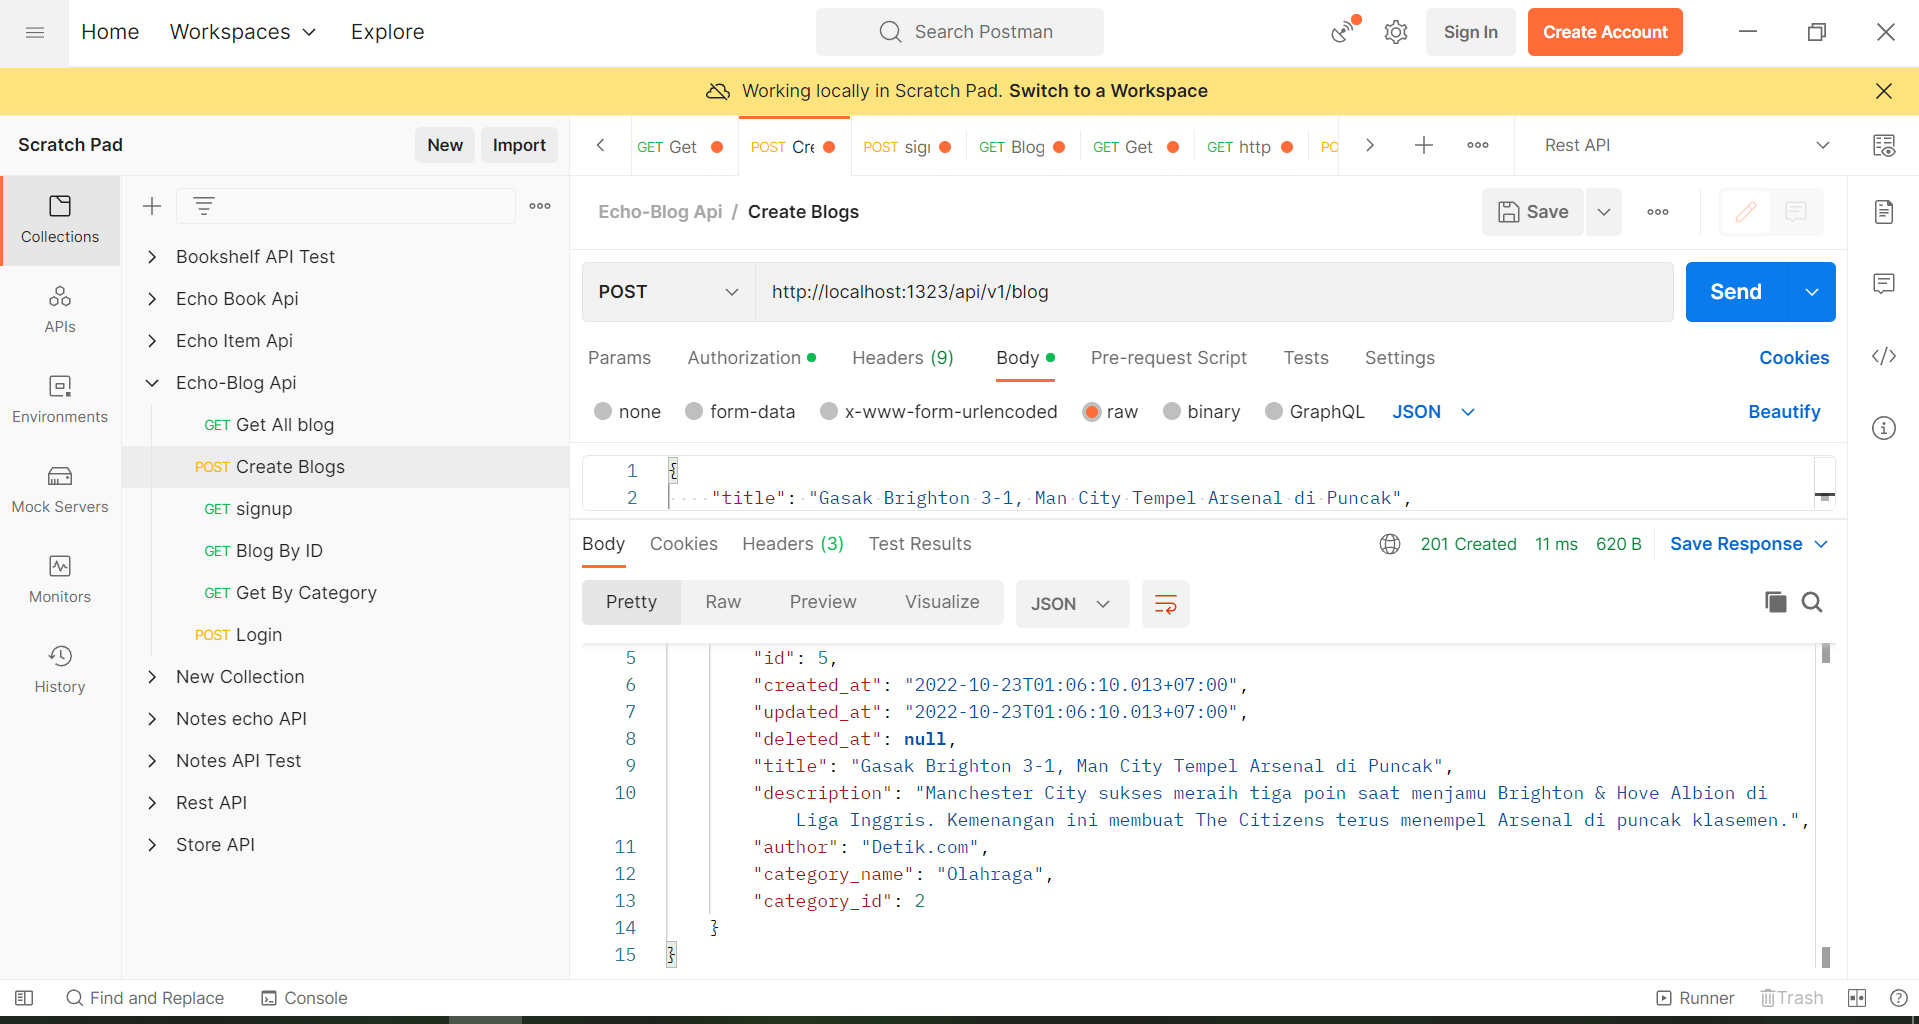 Home Workspaces Explore Search Postman Sign In Create Account
Working locally in Scratch Pad. Switch to a Workspace
Scratch Pad New Import
GET Get POST Cre POST sign GET Blog GET Get GET http PO Rest API
Collections
APIs
Environments
Mock Servers
Monitors
History
Bookshelf API Test
Echo Book Api
Echo Item Api
Echo-Blog Api
GET Get All blog
POST Create Blogs
GET signup
GET Blog By ID
GET Get By Category
POST Login
New Collection
Notes echo API
Notes API Test
Rest API
Store API
Echo-Blog Api / Create Blogs Save
POST http://localhost:1323/api/v1/blog Send
Params Authorization Headers (9) Body Pre-request Script Tests Settings Cookies
none form-data x-www-form-urlencoded raw binary GraphQL JSON Beautify
1 {
2 "title": "Gasak Brighton 3-1, Man City Tempel Arsenal di Puncak",
Body Cookies Headers (3) Test Results 201 Created 11 ms 620 B Save Response
Pretty Raw Preview Visualize JSON
5 "id": 5,
6 "created_at": "2022-10-23T01:06:10.013+07:00",
7 "updated_at": "2022-10-23T01:06:10.013+07:00",
8 "deleted_at": null,
9 "title": "Gasak Brighton 3-1, Man City Tempel Arsenal di Puncak",
10 "description": "Manchester City sukses meraih tiga poin saat menjamu Brighton & Hove Albion di
Liga Inggris. Kemenangan ini membuat The Citizens terus menempel Arsenal di puncak klasemen.",
11 "author": "Detik.com",
12 "category_name": "Olahraga",
13 "category_id": 2
14 }
15 }
Find and Replace Console Runner Trash